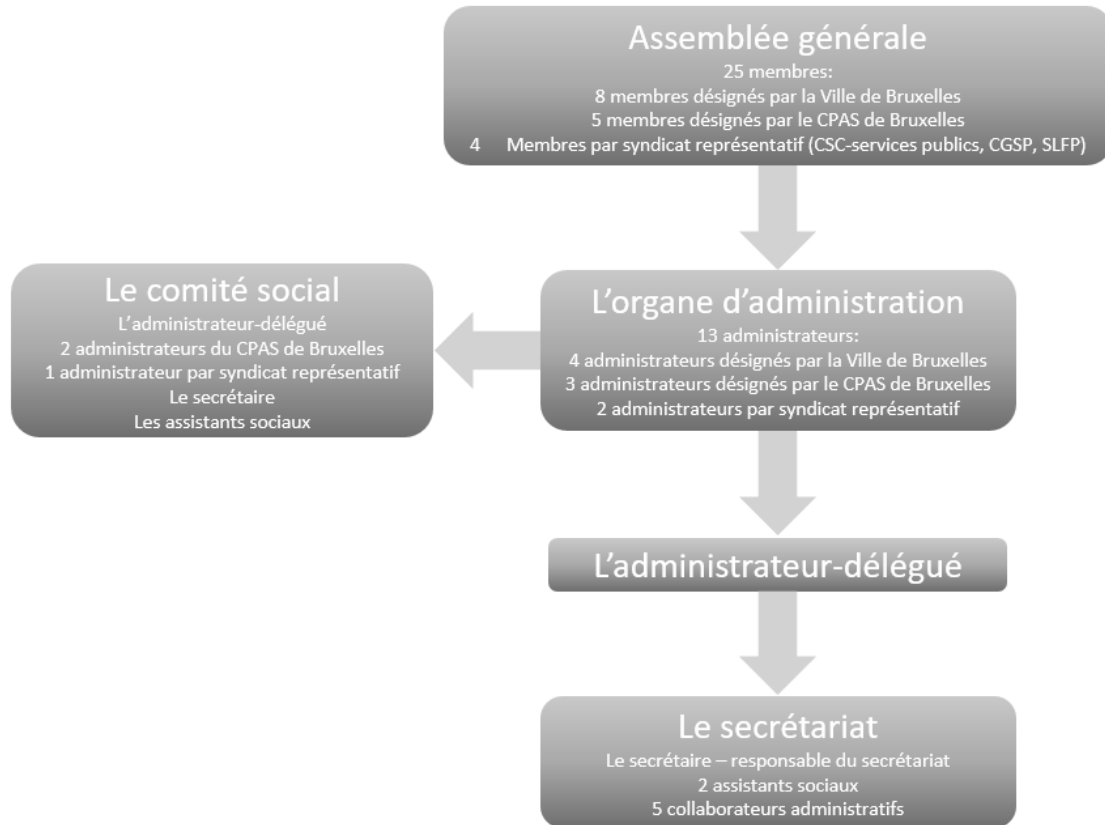 Assemblée générale
25 membres:
8 membres désignés par la Ville de Bruxelles
5 membres désignés par le CPAS de Bruxelles
4 Membres par syndicat représentatif (CSC-services publics, CGSP, SLFP)
Le comité social
L'administrateur-délégué
2 administrateurs du CPAS de Bruxelles
1 administrateur par syndicat représentatif
Le secrétaire
Les assistants sociaux
L'organe d'administration
13 administrateurs:
4 administrateurs désignés par la Ville de Bruxelles
3 administrateurs désignés par le CPAS de Bruxelles
2 administrateurs par syndicat représentatif
L'administrateur-délégué
Le secrétariat
Le secrétaire – responsable du secrétariat
2 assistants sociaux
5 collaborateurs administratifs